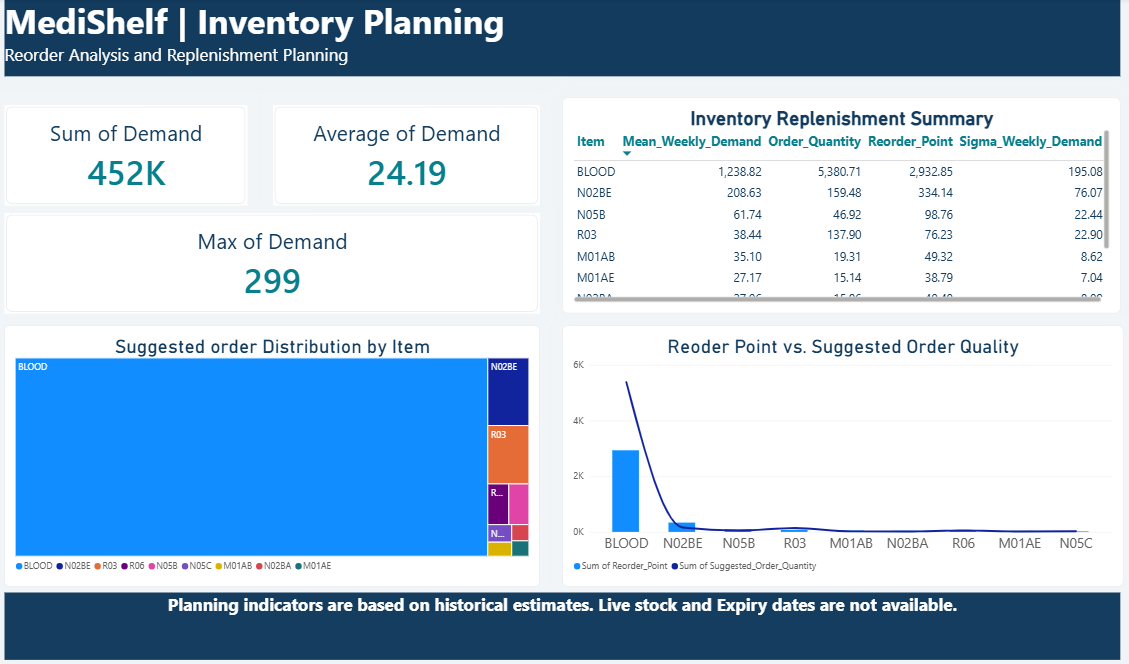 MediShelf | Inventory Planning
Reorder Analysis and Replenishment Planning
Sum of Demand
452K
Average of Demand
24.19
Max of Demand
299
Inventory Replenishment Summary
Item Mean_Weekly_Demand Order_Quantity Reorder_Point Sigma_Weekly_Demand
BLOOD 1,238.82 5,380.71 2,932.85 195.08
N02BE 208.63 159.48 334.14 76.07
N05B 61.74 46.92 98.76 22.44
R03 38.44 137.90 76.23 22.90
M01AB 35.10 19.31 49.32 8.62
M01AE 27.17 15.14 38.79 7.04
Suggested order Distribution by Item
BLOOD
N02BE
R03
R...
N...
BLOOD N02BE R03 R06 N05B N05C M01AB N02BA M01AE
Reoder Point vs. Suggested Order Quality
6K
4K
2K
0K
BLOOD N02BE N05B R03 M01AB N02BA R06 M01AE N05C
Sum of Reorder_Point Sum of Suggested_Order_Quantity
Planning indicators are based on historical estimates. Live stock and Expiry dates are not available.